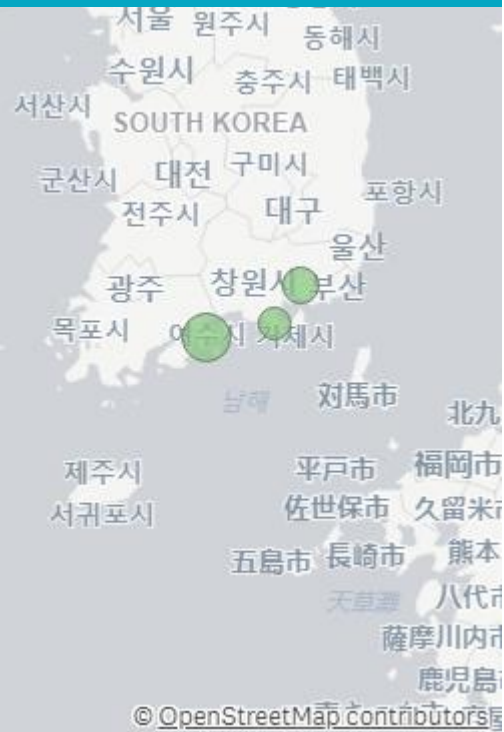 서울 원주시
동해시
수원시 충주시 태백시
서산시
SOUTH KOREA
군산시 대전 구미시
전주시 대구 포항시
울산
광주 창원시 부산
목포시 여수시 거제시
남해
対馬市
北九
제주시 平戸市 福岡市
서귀포시 佐世保市 久留米市
五島市 長崎市 熊本
天草灘 八代市
薩摩川内市
鹿児島市
© OpenStreetMap contributors